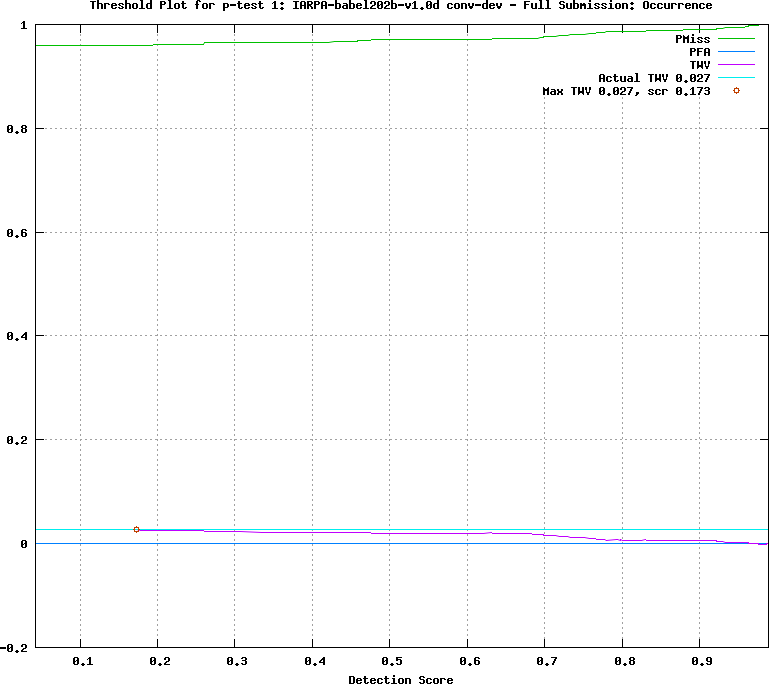 Threshold Plot for p-test 1: IARPA-babel202b-v1.0d conv-dev - Full Submission: Occurrence
1
PMiss
PFA
TWV
Actual TWV 0.027
Max TWV 0.027, scr 0.173
0.8
0.6
0.4
0.2
0
-0.2
0.1 0.2 0.3 0.4 0.5 0.6 0.7 0.8 0.9
Detection Score